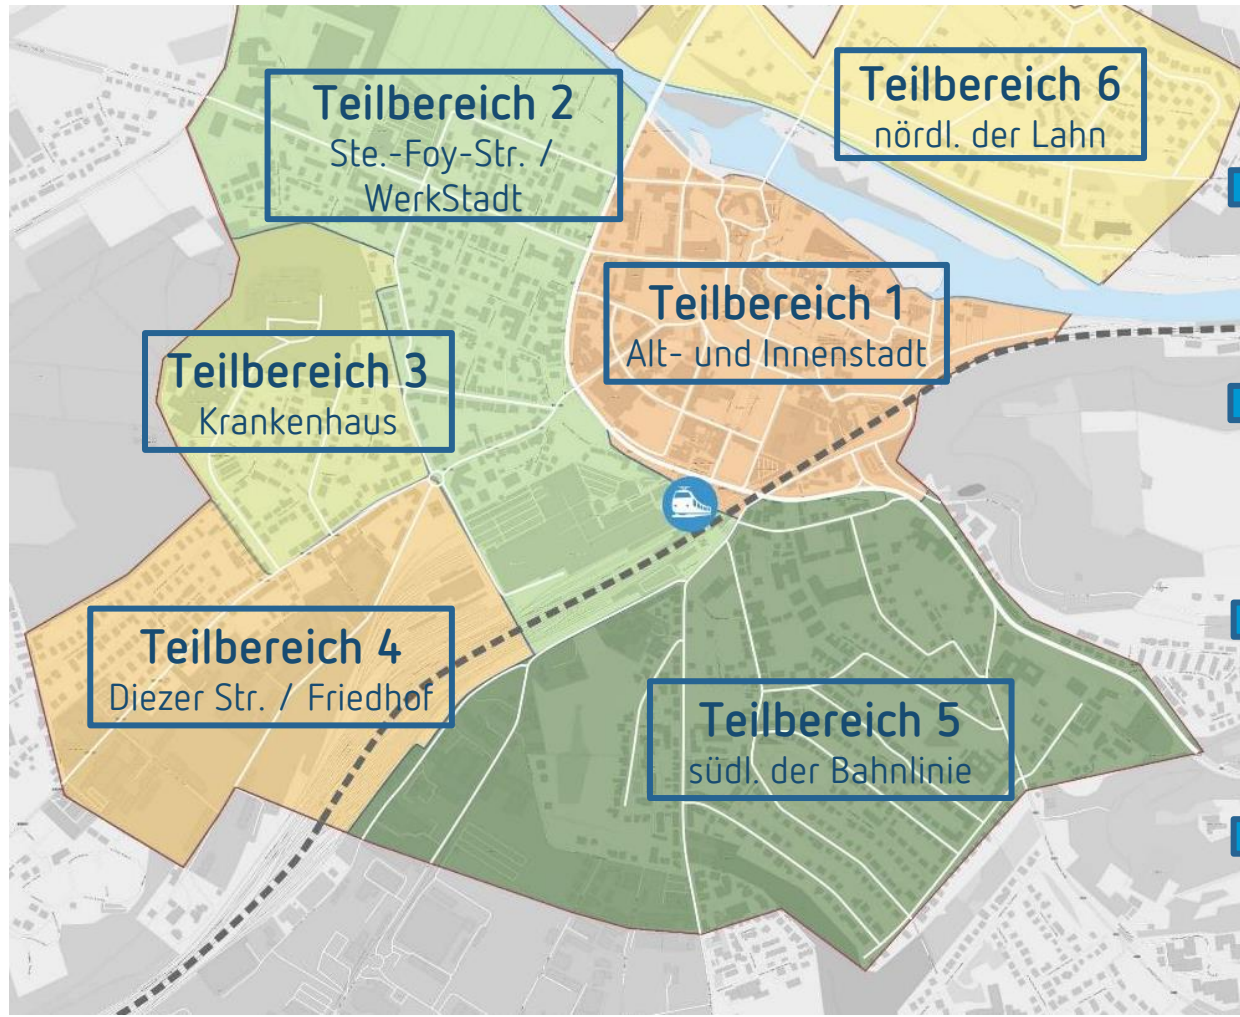 Teilbereich 2
Ste.-Foy-Str. /
WerkStadt
Teilbereich 6
nördl. der Lahn
Teilbereich 1
Alt- und Innenstadt
Teilbereich 3
Krankenhaus
Teilbereich 4
Diezer Str. / Friedhof
Teilbereich 5
südl. der Bahnlinie